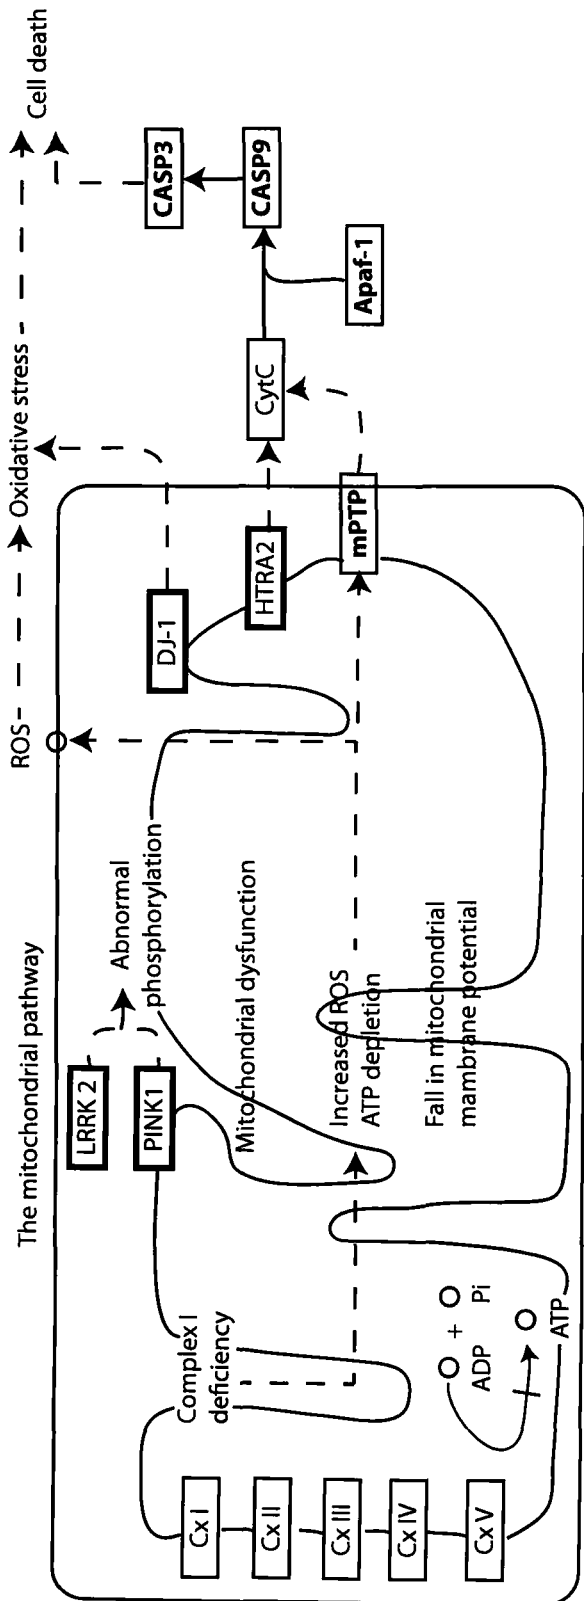 The mitochondrial pathway
ROS
Oxidative stress
Cell death
LRRK 2
PINK1
Abnormal
phosphorylation
DJ-1
HTRA2
mPTP
CytC
Apaf-1
CASP9
CASP3
Complex I
deficiency
Mitochondrial dysfunction
Increased ROS
ATP depletion
Fall in mitochondrial
mambrane potential
Cx I
Cx II
Cx III
Cx IV
Cx V
ADP
+
Pi
ATP